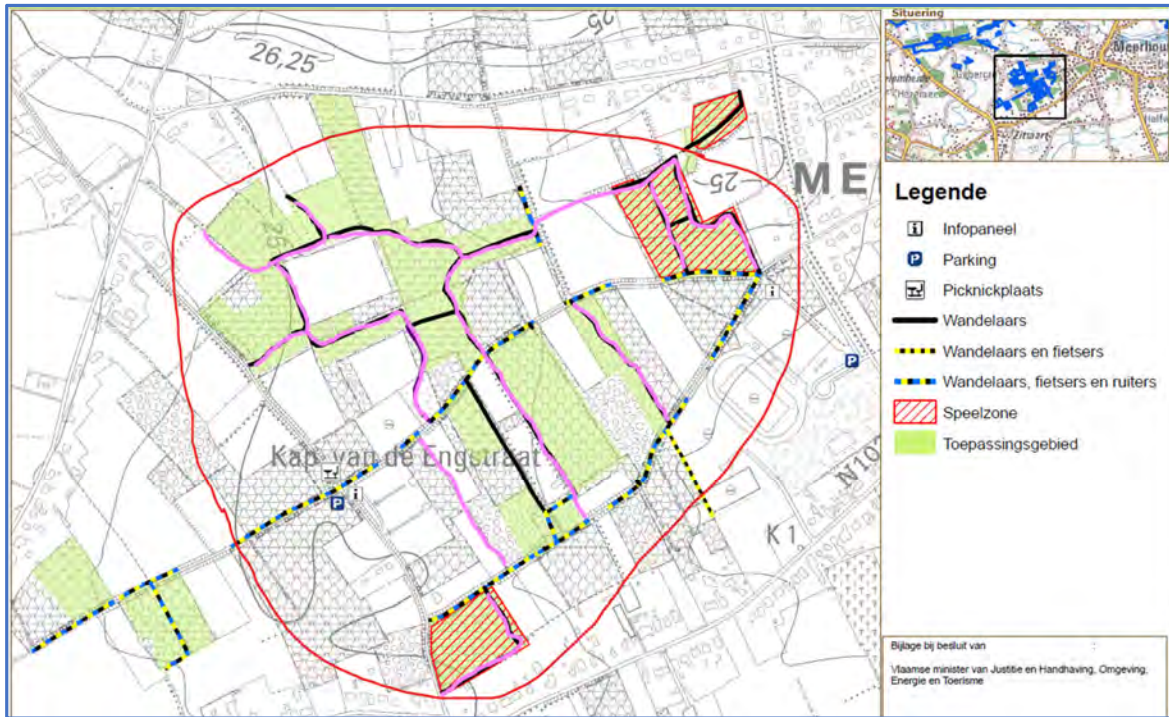 26,25
25
25
25
ME
Kap. van de Engstraat
N10
K 1.
Situering
Meerhou
Zittaart
Legende
Infopaneel
Parking
Picknickplaats
Wandelaars
Wandelaars en fietsers
Wandelaars, fietsers en ruiters
Speelzone
Toepassingsgebied
Bijlage bij besluit van :
Vlaamse minister van Justitie en Handhaving, Omgeving,
Energie en Toerisme